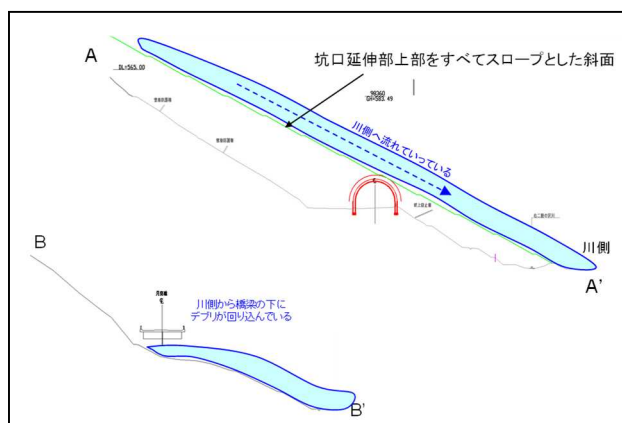 A
DL=565.00
坑口延伸部上部をすべてスロープとした斜面
98360
GH=583.49
川側へ流れていっている
川側
A'
B
川側から橋梁の下に
デブリが回り込んでいる
B'